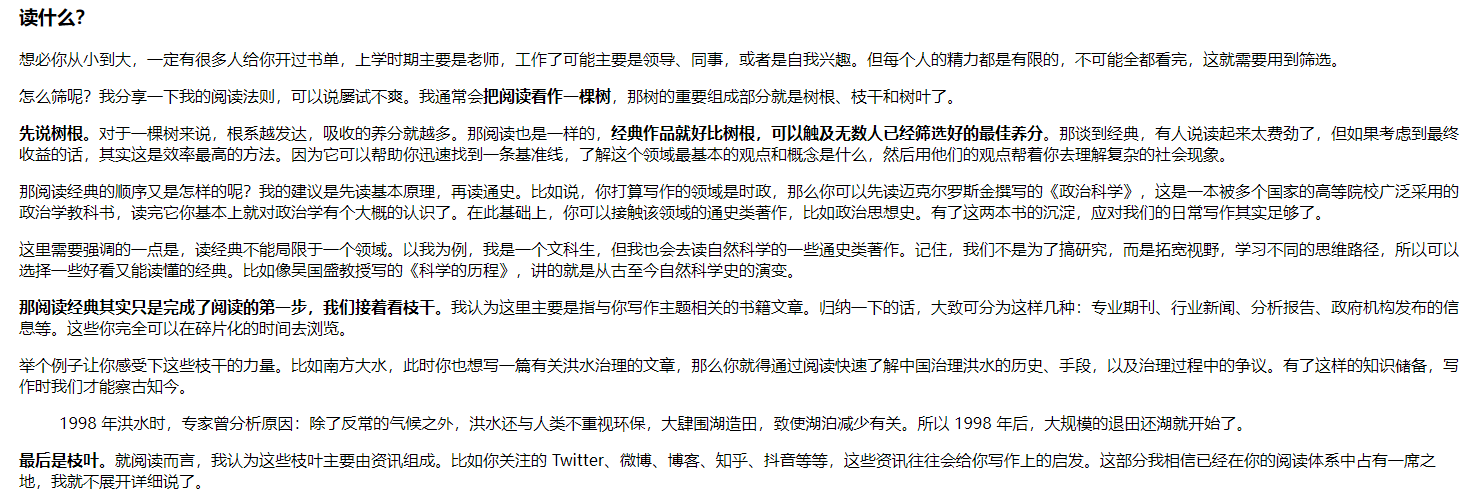 读什么？
想必你从小到大，一定有很多人给你开过书单，上学时期主要是老师，工作了可能主要是领导、同事，或者是自我兴趣。但每个人的精力都是有限的，不可能全都看完，这就需要用到筛选。
怎么筛呢？我分享一下我的阅读法则，可以说屡试不爽。我通常会把阅读看作一棵树，那树的重要组成部分就是树根、枝干和树叶了。
先说树根。对于一棵树来说，根系越发达，吸收的养分就越多。那阅读也是一样的，经典作品就好比树根，可以触及无数人已经筛选好的最佳养分。那谈到经典，有人说读起来太费劲了，但如果考虑到最终
收益的话，其实这是效率最高的方法。因为它可以帮助你迅速找到一条基准线，了解这个领域最基本的观点和概念是什么，然后用他们的观点帮着你去理解复杂的社会现象。
那阅读经典的顺序又是怎样的呢？我的建议是先读基本原理，再读通史。比如说，你打算写作的领域是时政，那么你可以先读迈克尔罗斯金撰写的《政治科学》，这是一本被多个国家的高等院校广泛采用的
政治学教科书，读完它你基本上就对政治学有个大概的认识了。在此基础上，你可以接触该领域的通史类著作，比如政治思想史。有了这两本书的沉淀，应对我们的日常写作其实足够了。
这里需要强调的一点是，读经典不能局限于一个领域。以我为例，我是一个文科生，但我也会去读自然科学的一些通史类著作。记住，我们不是为了搞研究，而是拓宽视野，学习不同的思维路径，所以可以
选择一些好看又能读懂的经典。比如像吴国盛教授写的《科学的历程》，讲的就是从古至今自然科学史的演变。
那阅读经典其实只是完成了阅读的第一步，我们接着看枝干。我认为这里主要是指与你写作主题相关的书籍文章。归纳一下的话，大致可分为这样几种：专业期刊、行业新闻、分析报告、政府机构发布的信
息等。这些你完全可以在碎片化的时间去浏览。
举个例子让你感受下这些枝干的力量。比如南方大水，此时你也想写一篇有关洪水治理的文章，那么你就得通过阅读快速了解中国治理洪水的历史、手段，以及治理过程中的争议。有了这样的知识储备，写
作时我们才能察古知今。
1998 年洪水时，专家曾分析原因：除了反常的气候之外，洪水还与人类不重视环保，大肆围湖造田，致使湖泊减少有关。所以 1998 年后，大规模的退田还湖就开始了。
最后是枝叶。就阅读而言，我认为这些枝叶主要由资讯组成。比如你关注的 Twitter、微博、博客、知乎、抖音等等，这些资讯往往会给你写作上的启发。这部分我相信已经在你的阅读体系中占有一席之
地，我就不展开详细说了。